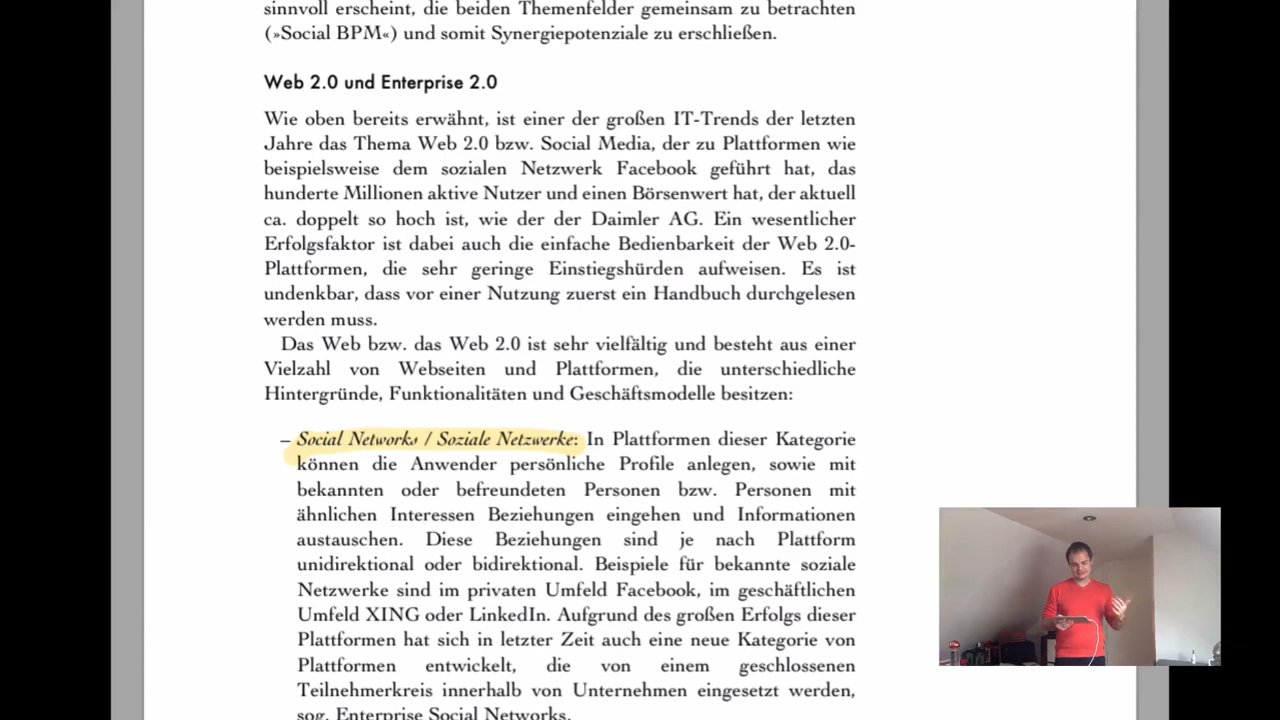 sinnvoll erscheint, die beiden Themenfelder gemeinsam zu betrachten
(»Social BPM«) und somit Synergiepotenziale zu erschließen.
Web 2.0 und Enterprise 2.0
Wie oben bereits erwähnt, ist einer der großen IT-Trends der letzten
Jahre das Thema Web 2.0 bzw. Social Media, der zu Plattformen wie
beispielsweise dem sozialen Netzwerk Facebook geführt hat, das
hunderte Millionen aktive Nutzer und einen Börsenwert hat, der aktuell
ca. doppelt so hoch ist, wie der der Daimler AG. Ein wesentlicher
Erfolgsfaktor ist dabei auch die einfache Bedienbarkeit der Web 2.0-
Plattformen, die sehr geringe Einstiegshürden aufweisen. Es ist
undenkbar, dass vor einer Nutzung zuerst ein Handbuch durchgelesen
werden muss.
Das Web bzw. das Web 2.0 ist sehr vielfältig und besteht aus einer
Vielzahl von Webseiten und Plattformen, die unterschiedliche
Hintergründe, Funktionalitäten und Geschäftsmodelle besitzen:
– Social Networks / Soziale Netzwerke: In Plattformen dieser Kategorie
können die Anwender persönliche Profile anlegen, sowie mit
bekannten oder befreundeten Personen bzw. Personen mit
ähnlichen Interessen Beziehungen eingehen und Informationen
austauschen. Diese Beziehungen sind je nach Plattform
unidirektional oder bidirektional. Beispiele für bekannte soziale
Netzwerke sind im privaten Umfeld Facebook, im geschäftlichen
Umfeld XING oder LinkedIn. Aufgrund des großen Erfolgs dieser
Plattformen hat sich in letzter Zeit auch eine neue Kategorie von
Plattformen entwickelt, die von einem geschlossenen
Teilnehmerkreis innerhalb von Unternehmen eingesetzt werden,
sog. Enterprise Social Networks.